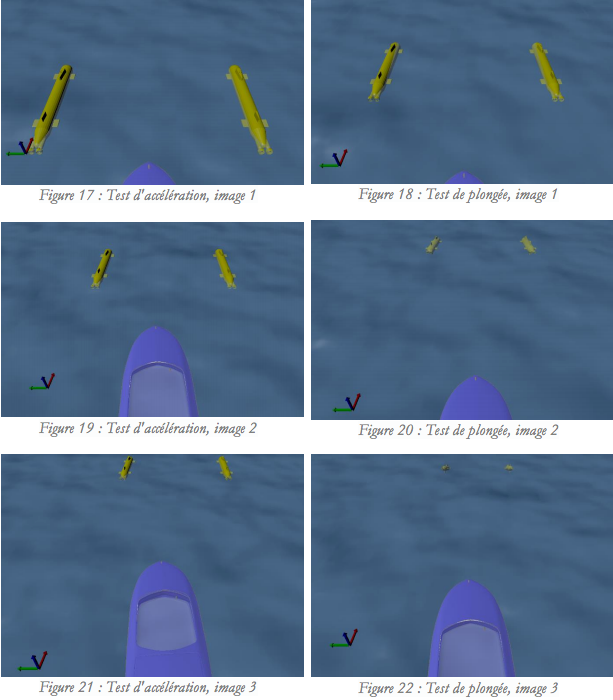 Figure 17 : Test d'accélération, image 1
Figure 18 : Test de plongée, image 1
Figure 19 : Test d'accélération, image 2
Figure 20 : Test de plongée, image 2
Figure 21 : Test d'accélération, image 3
Figure 22 : Test de plongée, image 3